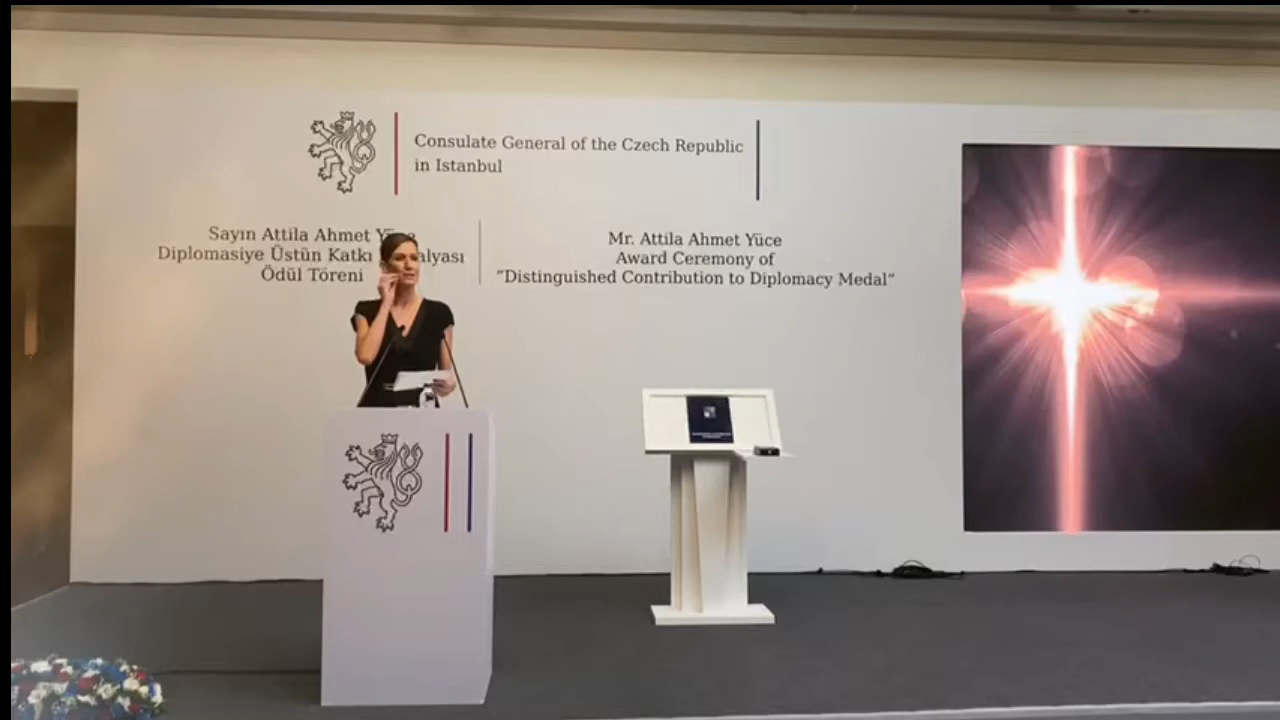 Consulate General of the Czech Republic
in Istanbul
Sayın Attila Ahmet
Diplomasiye Üstün Katkı
Ödül Töreni
Mr. Attila Ahmet Yüce
Award Ceremony of
"Distinguished Contribution to Diplomacy Medal"